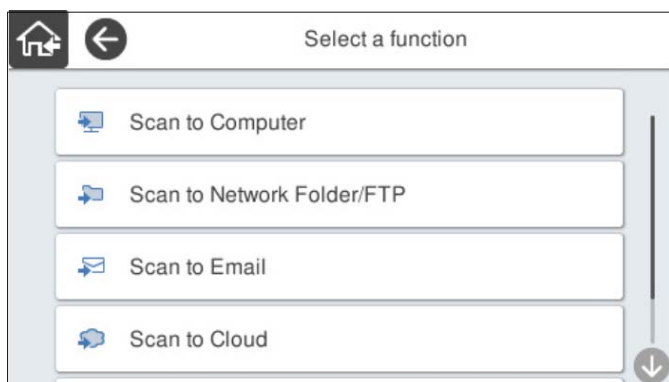 Select a function
Scan to Computer
Scan to Network Folder/FTP
Scan to Email
Scan to Cloud